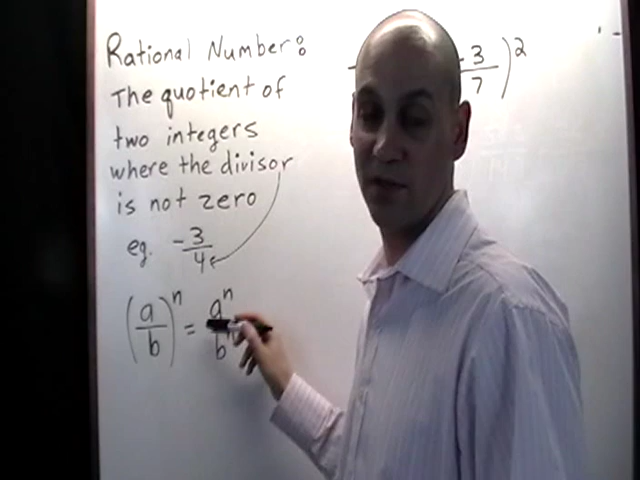 Rational Number:
The quotient of
two integers
where the divisor
is not zero
eg. -3/4
(a/b)^n = a^n/b^n
-3/7)^2